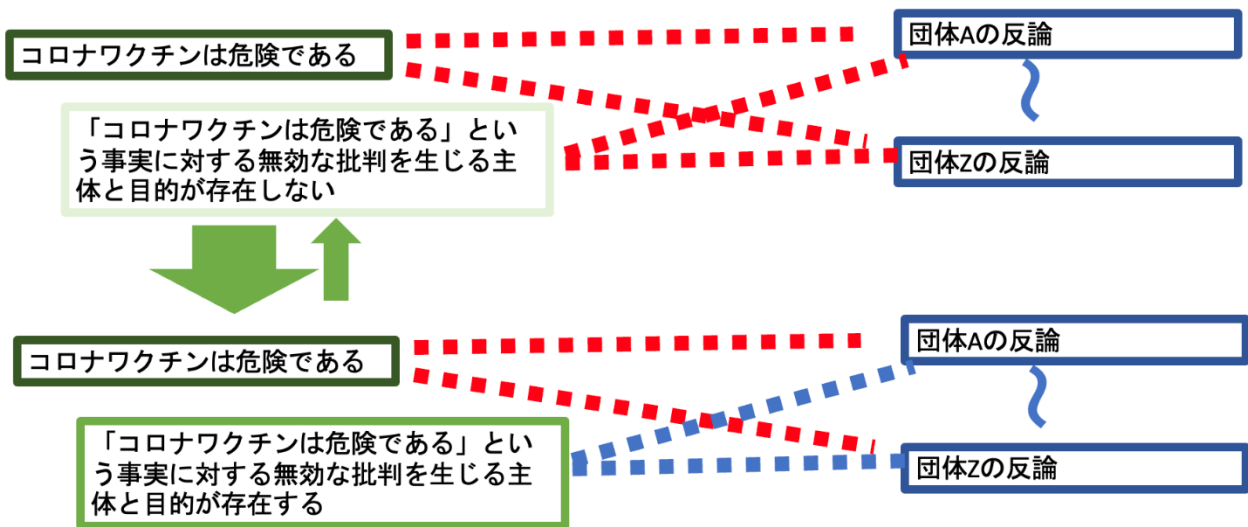 コロナワクチンは危険である
団体Aの反論
「コロナワクチンは危険である」とい
う事実に対する無効な批判を生じる主
体と目的が存在しない
団体Zの反論
コロナワクチンは危険である
団体Aの反論
「コロナワクチンは危険である」とい
う事実に対する無効な批判を生じる主
体と目的が存在する
団体Zの反論